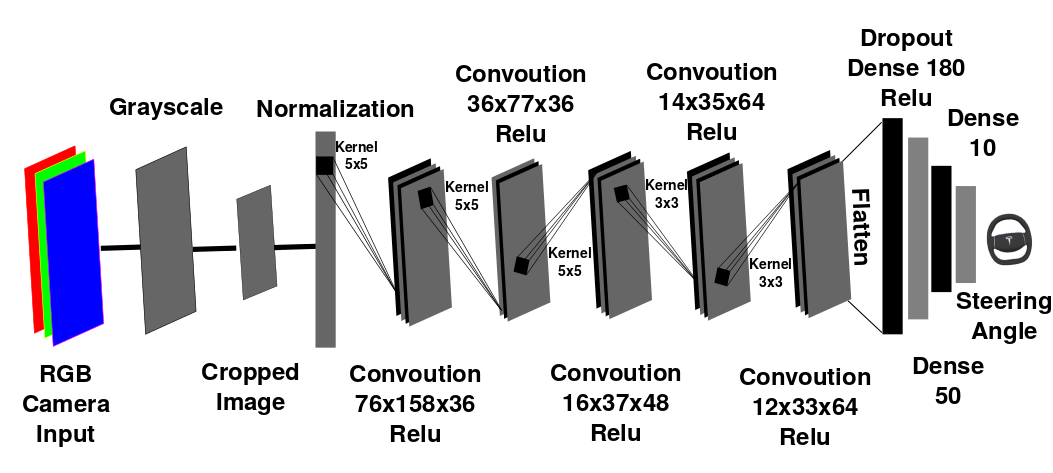 RGB
Camera
Input
Grayscale
Cropped
Image
Normalization
Kernel
5x5
Convoution
76x158x36
Relu
Kernel
5x5
Convoution
36x77x36
Relu
Kernel
5x5
Convoution
16x37x48
Relu
Kernel
3x3
Convoution
14x35x64
Relu
Kernel
3x3
Convoution
12x33x64
Relu
Flatten
Dropout
Dense 180
Relu
Dense
50
Dense
10
Steering
Angle